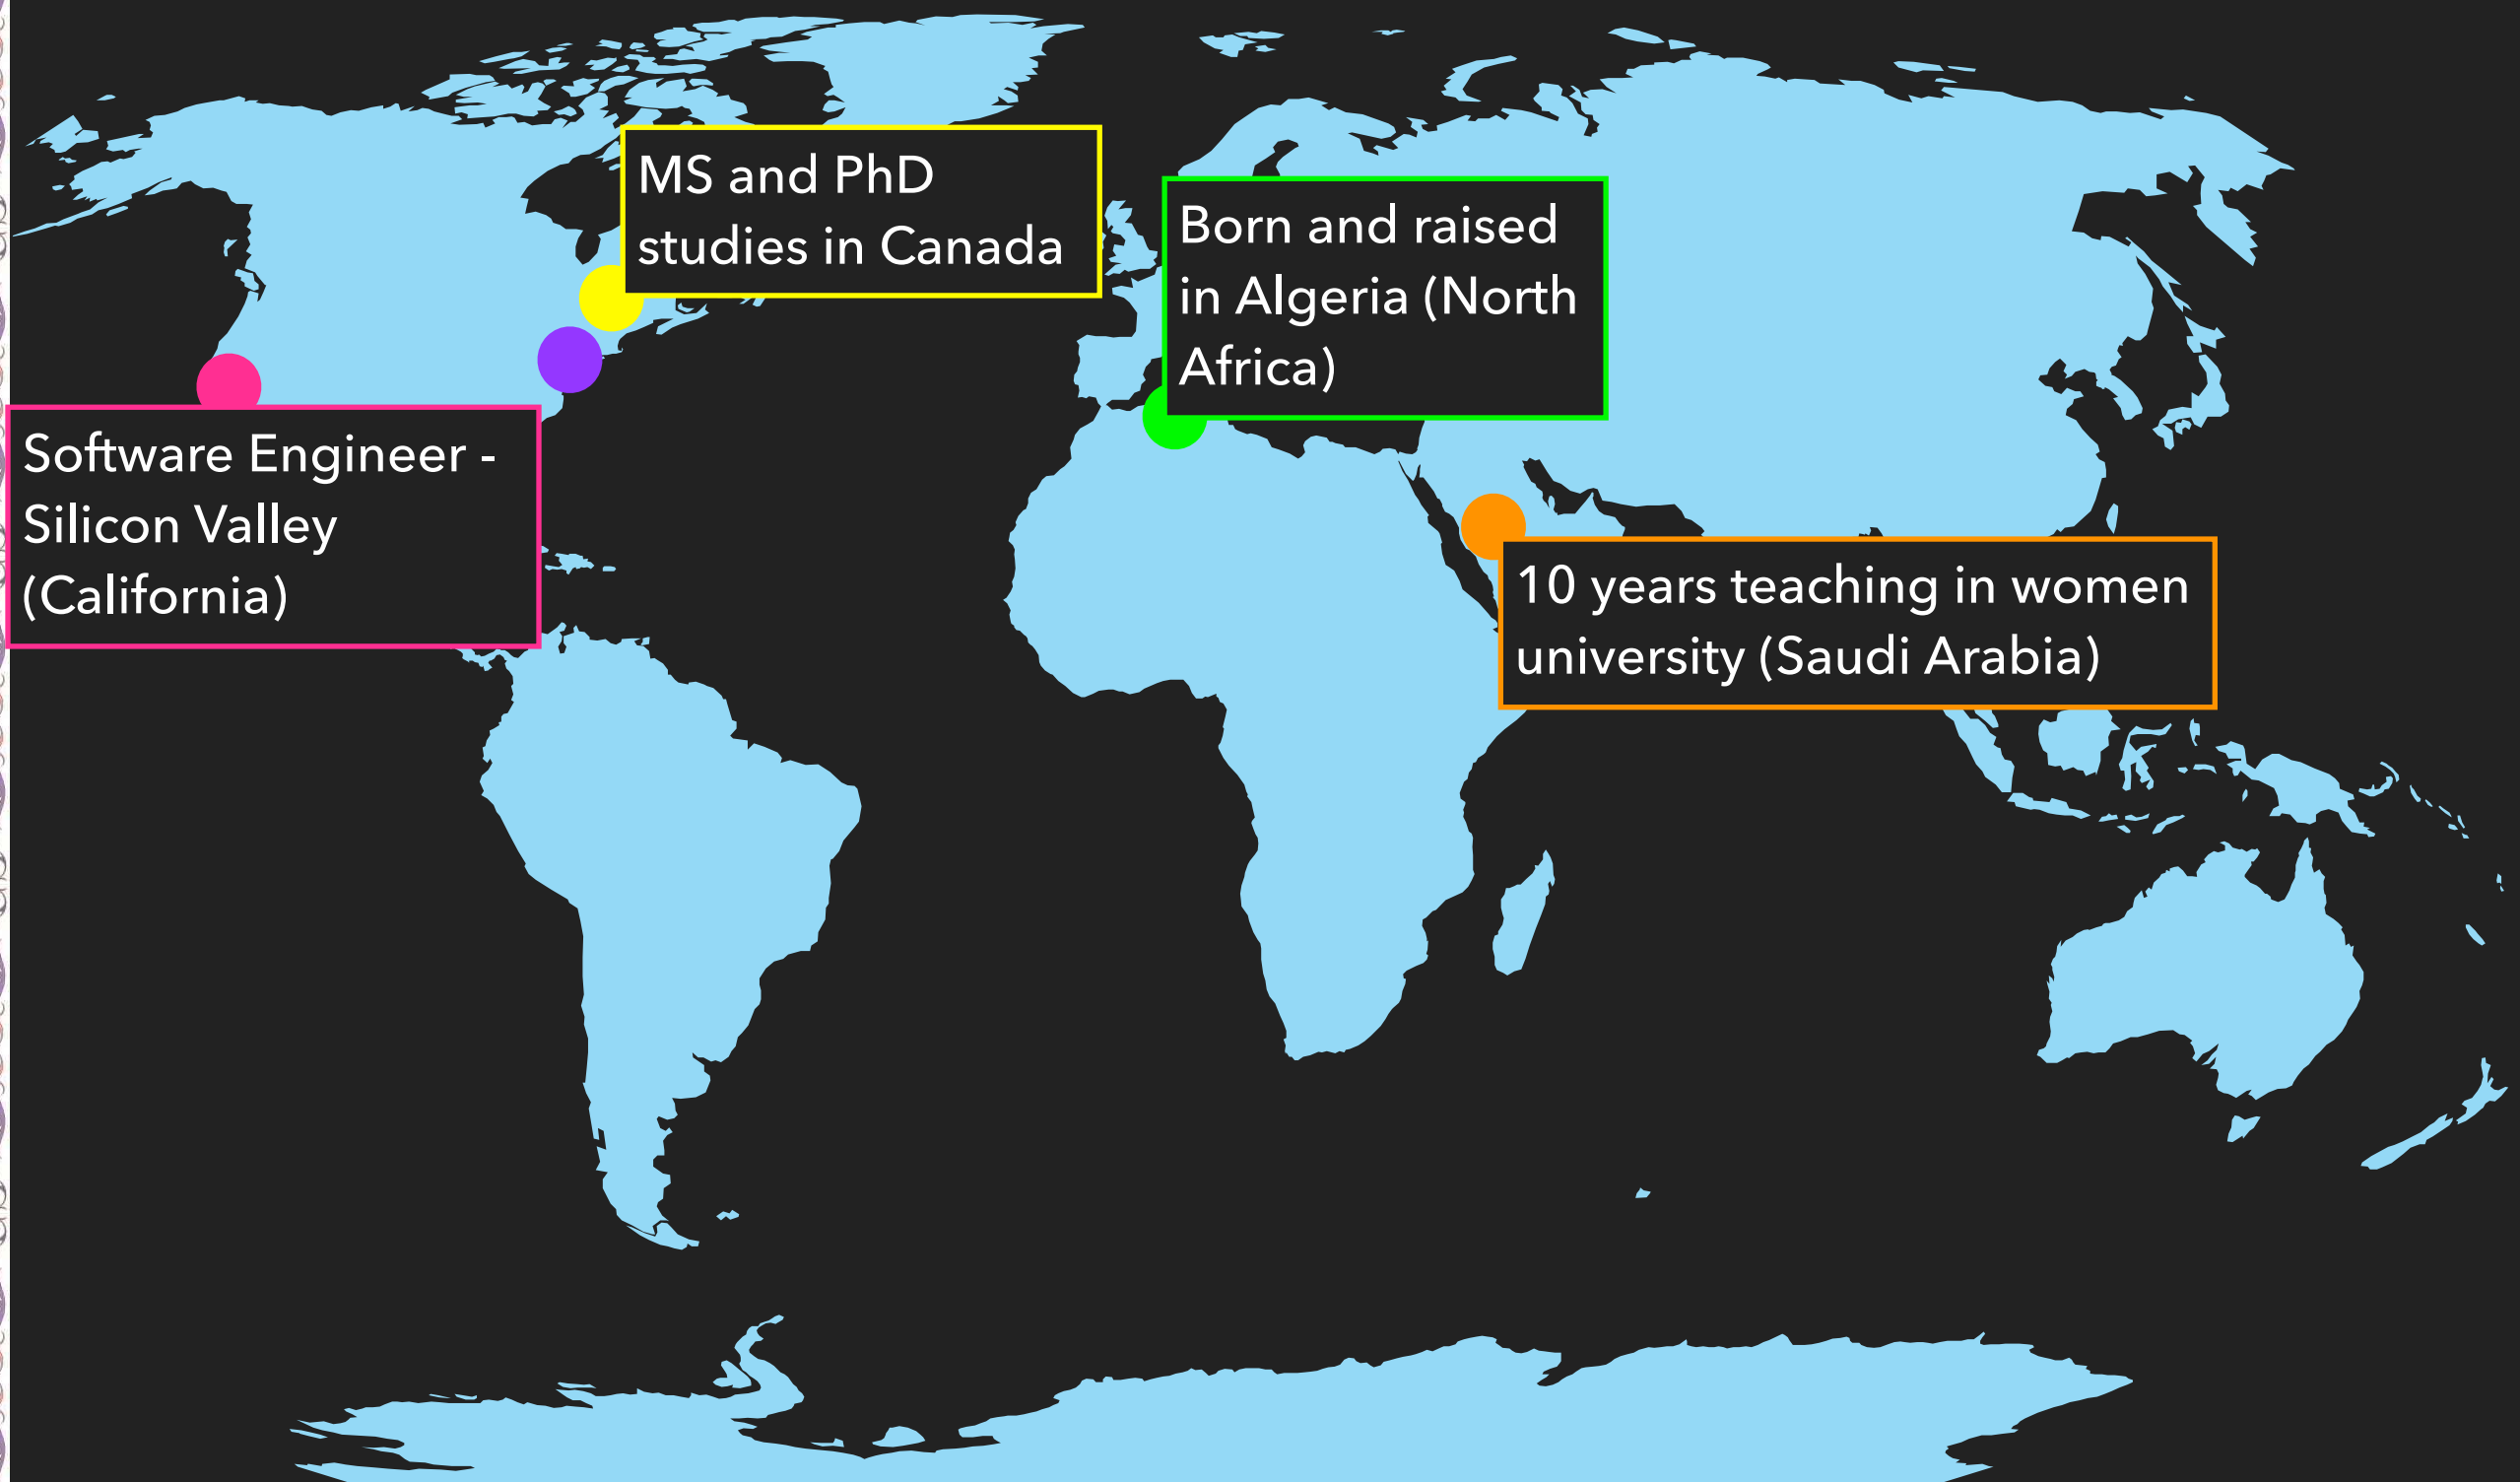 MS and PhD
studies in Canada
Born and raised
in Algeria (North
Africa)
Software Engineer -
Silicon Valley
(California)
10 years teaching in women
university (Saudi Arabia)